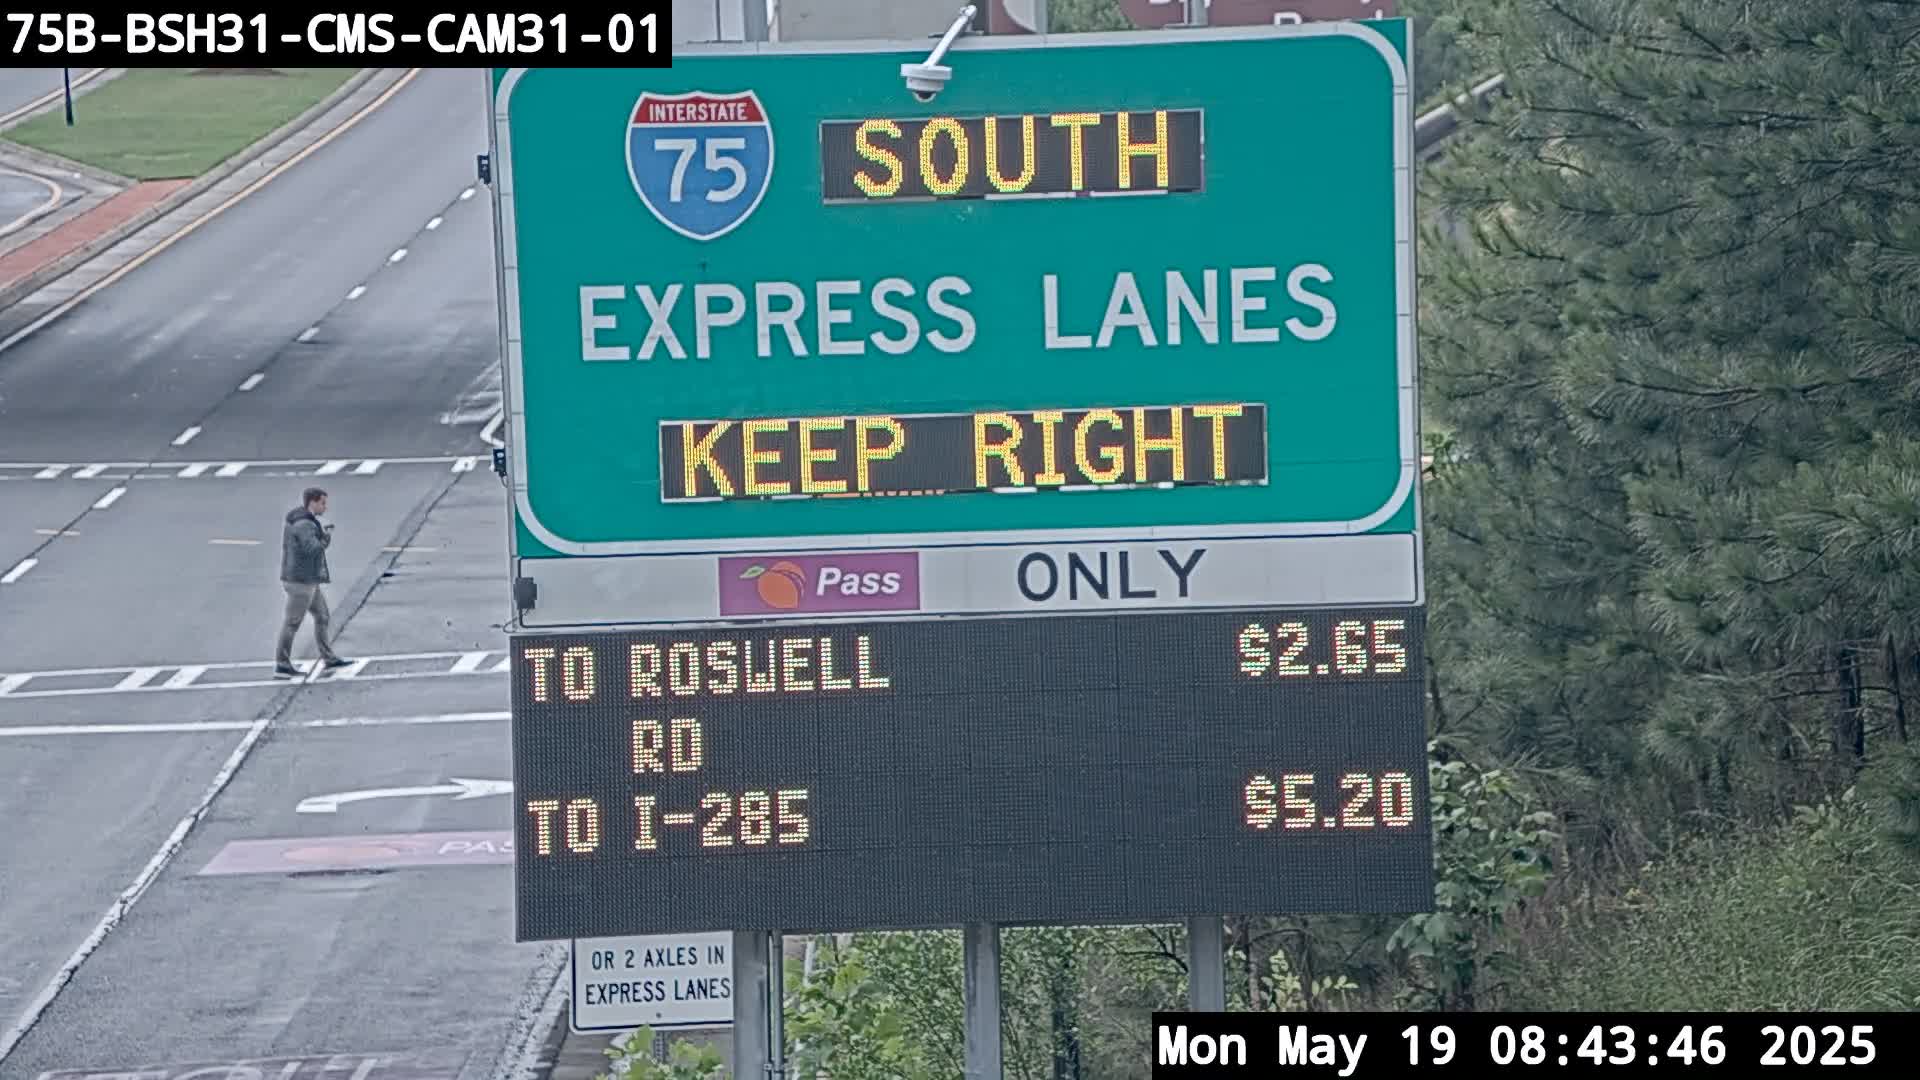 75B-BSH31-CMS-CAM31-01
INTERSTATE
75
SOUTH
EXPRESS LANES
KEEP RIGHT
Pass ONLY
TO ROSWELL $2.65
RD
TO I-285 $5.20
OR 2 AXLES IN
EXPRESS LANES
Mon May 19 08:43:46 2025